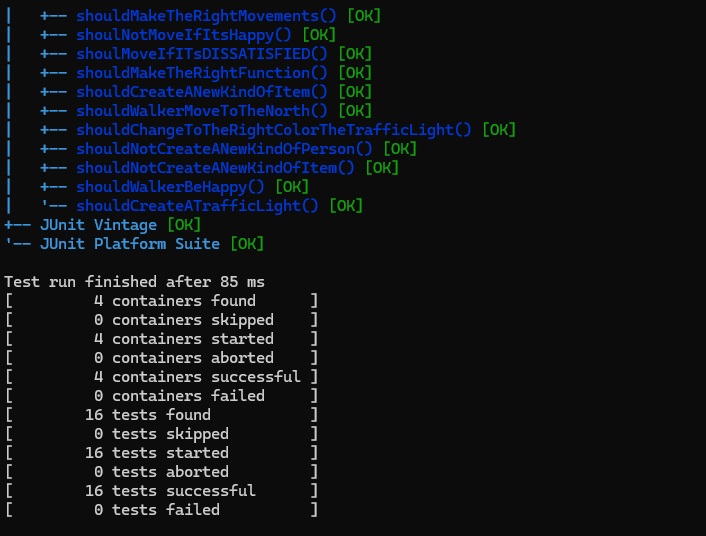 |   +-- shouldMakeTheRightMovements() [OK]
|   +-- shoulNotMoveIfItsHappy() [OK]
|   +-- shoulMoveIfITsDISSATISFIED() [OK]
|   +-- shouldMakeTheRightFunction() [OK]
|   +-- shouldCreateANewKindOfItem() [OK]
|   +-- shouldWalkerMoveToTheNorth() [OK]
|   +-- shouldChangeToTheRightColorTheTrafficLight() [OK]
|   +-- shouldNotCreateANewKindOfPerson() [OK]
|   +-- shouldNotCreateANewKindOfItem() [OK]
|   +-- shouldWalkerBeHappy() [OK]
|   '-- shouldCreateATrafficLight() [OK]
+-- JUnit Vintage [OK]
'-- JUnit Platform Suite [OK]

Test run finished after 85 ms
[         4 containers found      ]
[         0 containers skipped    ]
[         4 containers started    ]
[         0 containers aborted    ]
[         4 containers successful ]
[         0 containers failed     ]
[        16 tests found           ]
[         0 tests skipped         ]
[        16 tests started         ]
[         0 tests aborted         ]
[        16 tests successful      ]
[         0 tests failed          ]